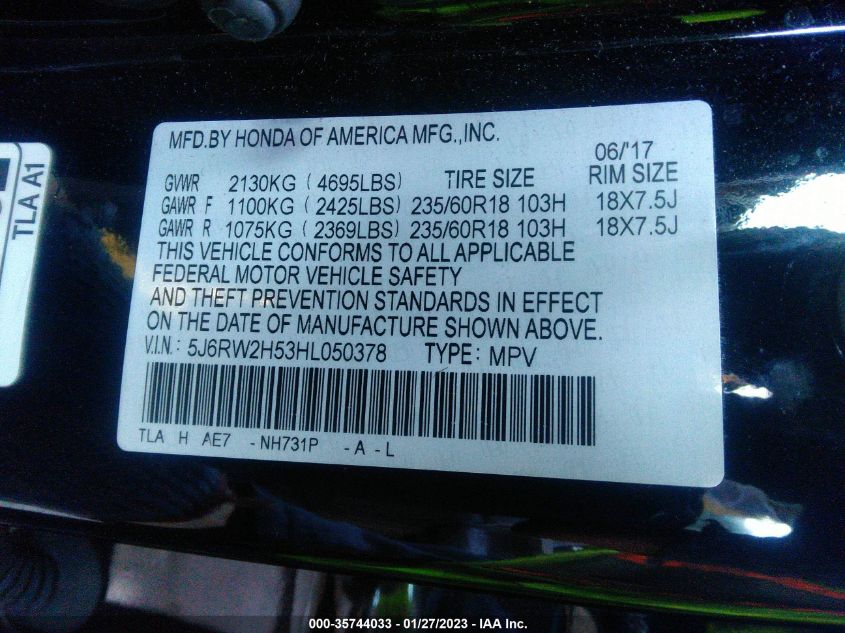 MFD.BY HONDA OF AMERICA MFG.,INC.
06/'17
GVWR 2130KG (4695LBS) TIRE SIZE RIM SIZE
GAWR F 1100KG (2425LBS) 235/60R18 103H 18X7.5J
GAWR R 1075KG (2369LBS) 235/60R18 103H 18X7.5J
THIS VEHICLE CONFORMS TO ALL APPLICABLE
FEDERAL MOTOR VEHICLE SAFETY
AND THEFT PREVENTION STANDARDS IN EFFECT
ON THE DATE OF MANUFACTURE SHOWN ABOVE.
V.I.N.: 5J6RW2H53HL050378 TYPE: MPV
TLA H AE7 - NH731P - A - L
TLA A1
000-35744033 — 01/27/2023 — IAA Inc.